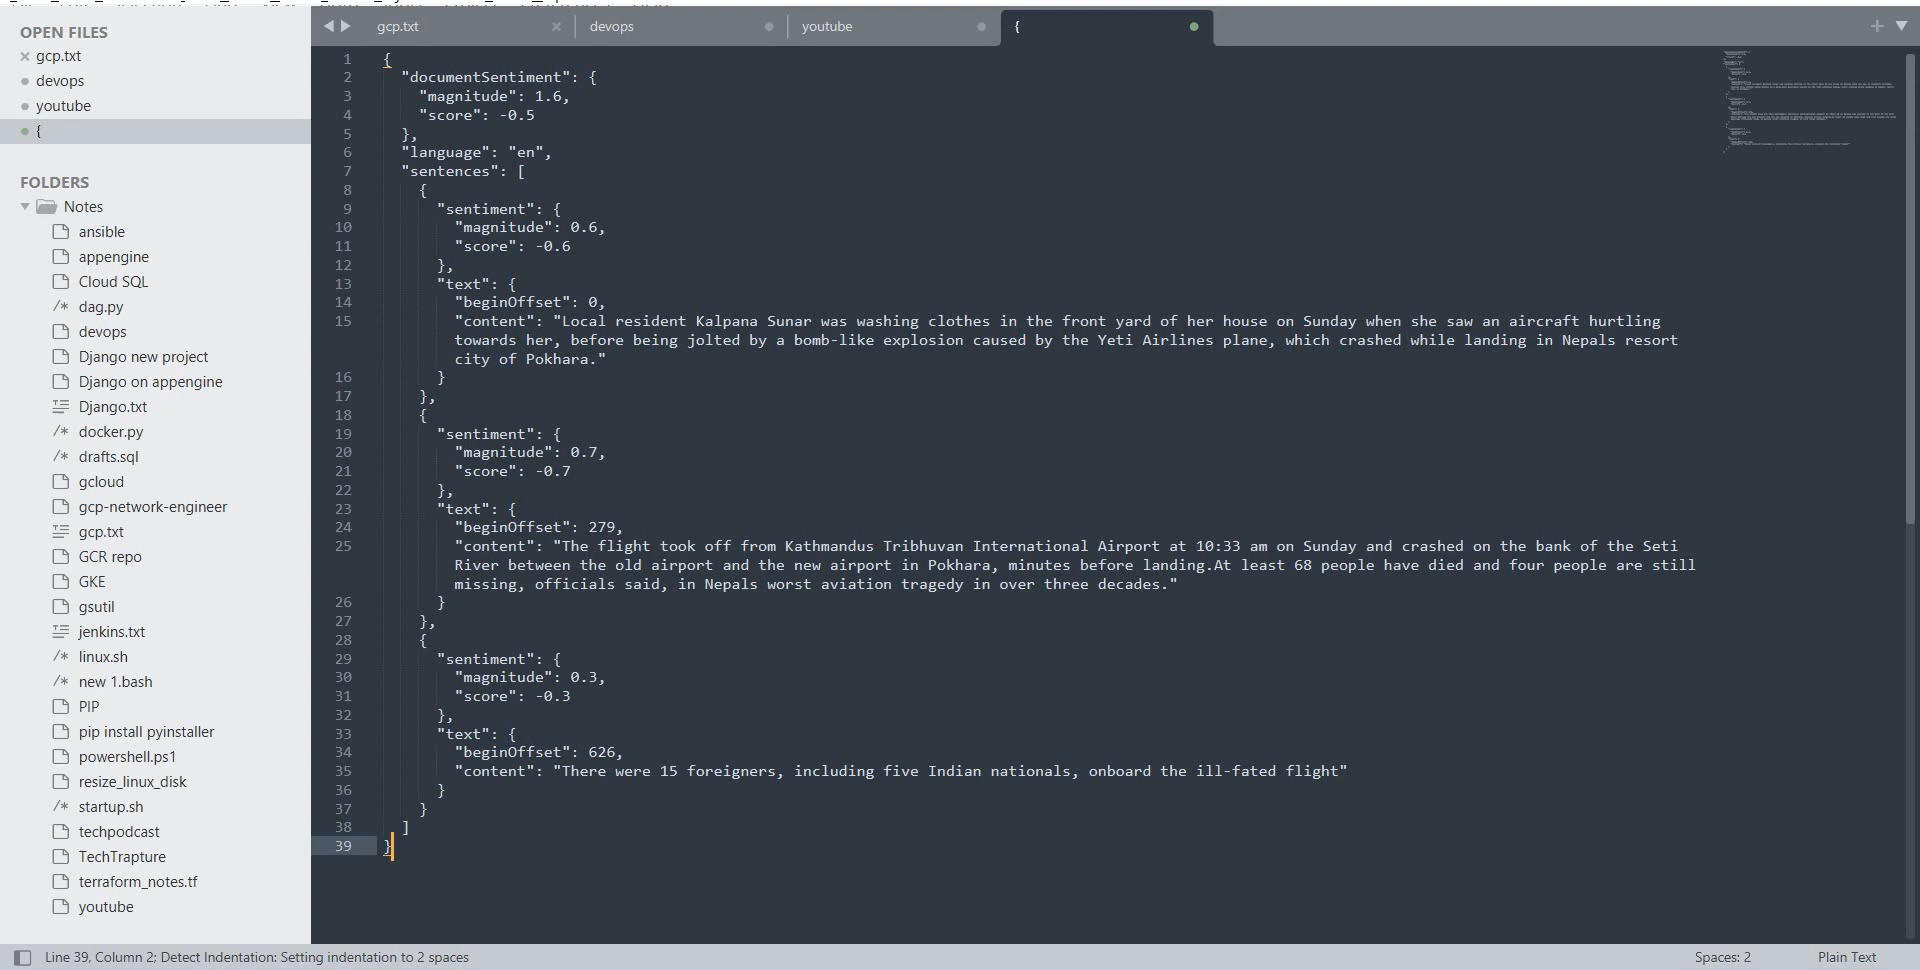 OPEN FILES
gcp.txt
devops
youtube
{
FOLDERS
Notes
ansible
appengine
Cloud SQL
/* dag.py
devops
Django new project
Django on appengine
Django.txt
/* docker.py
/* drafts.sql
gcloud
gcp-network-engineer
gcp.txt
GCR repo
GKE
gsutil
jenkins.txt
/* linux.sh
/* new 1.bash
PIP
pip install pyinstaller
powershell.ps1
resize_linux_disk
/* startup.sh
techpodcast
TechTrapture
terraform_notes.tf
youtube
gcp.txt devops youtube {
1 {
2 "documentSentiment": {
3 "magnitude": 1.6,
4 "score": -0.5
5 },
6 "language": "en",
7 "sentences": [
8 {
9 "sentiment": {
10 "magnitude": 0.6,
11 "score": -0.6
12 },
13 "text": {
14 "beginOffset": 0,
15 "content": "Local resident Kalpana Sunar was washing clothes in the front yard of her house on Sunday when she saw an aircraft hurtling
towards her, before being jolted by a bomb-like explosion caused by the Yeti Airlines plane, which crashed while landing in Nepals resort
city of Pokhara."
16 }
17 },
18 {
19 "sentiment": {
20 "magnitude": 0.7,
21 "score": -0.7
22 },
23 "text": {
24 "beginOffset": 279,
25 "content": "The flight took off from Kathmandus Tribhuvan International Airport at 10:33 am on Sunday and crashed on the bank of the Seti
River between the old airport and the new airport in Pokhara, minutes before landing.At least 68 people have died and four people are still
missing, officials said, in Nepals worst aviation tragedy in over three decades."
26 }
27 },
28 {
29 "sentiment": {
30 "magnitude": 0.3,
31 "score": -0.3
32 },
33 "text": {
34 "beginOffset": 626,
35 "content": "There were 15 foreigners, including five Indian nationals, onboard the ill-fated flight"
36 }
37 }
38 ]
39 }
Line 39, Column 2; Detect Indentation: Setting indentation to 2 spaces
Spaces: 2 Plain Text